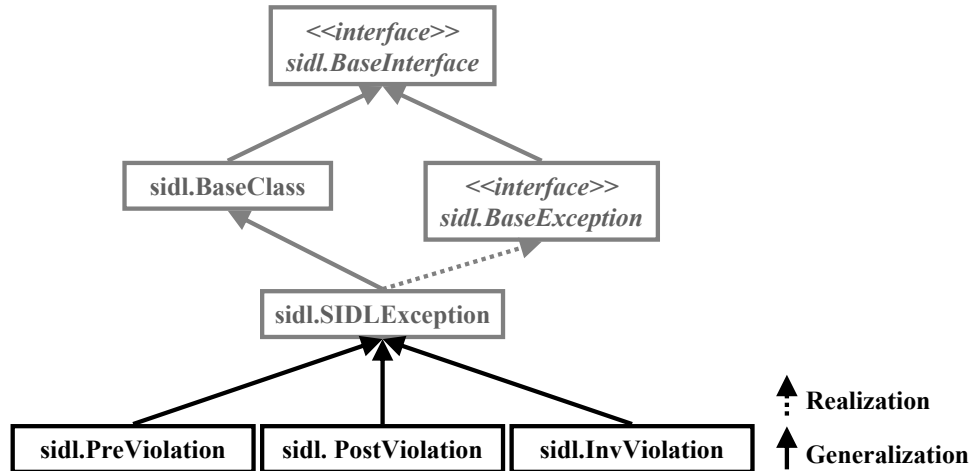 <<interface>>
sidl.BaseInterface
sidl.BaseClass
<<interface>>
sidl.BaseException
sidl.SIDLException
Realization
sidl.PreViolation
sidl. PostViolation
sidl.InvViolation
Generalization